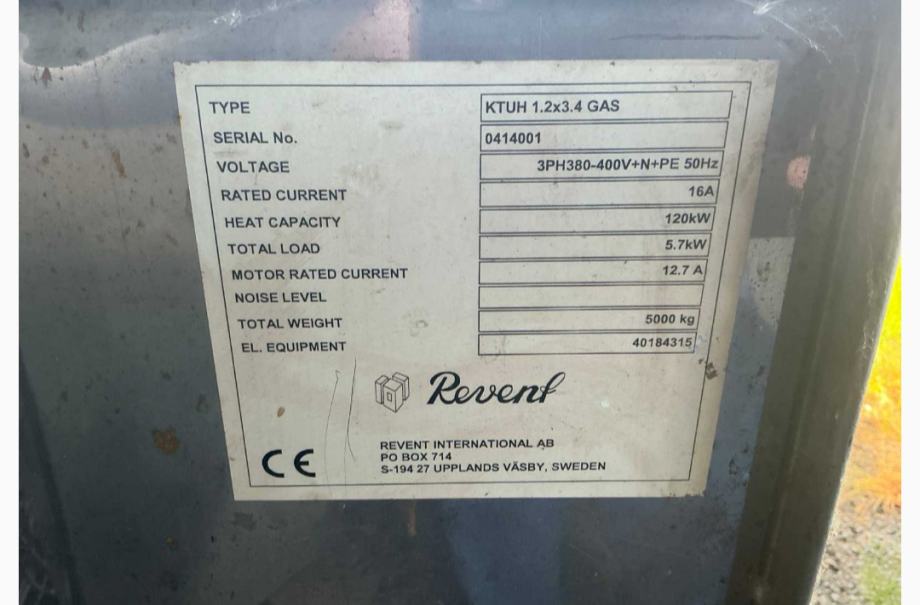 TYPE KTUH 1.2x3.4 GAS
SERIAL No. 0414001
VOLTAGE 3PH380-400V+N+PE 50Hz
RATED CURRENT 16A
HEAT CAPACITY 120kW
TOTAL LOAD 5.7kW
MOTOR RATED CURRENT 12.7 A
NOISE LEVEL
TOTAL WEIGHT 5000 kg
EL. EQUIPMENT 40184315
Revent
CE
REVENT INTERNATIONAL AB
PO BOX 714
S-194 27 UPPLANDS VÄSBY, SWEDEN